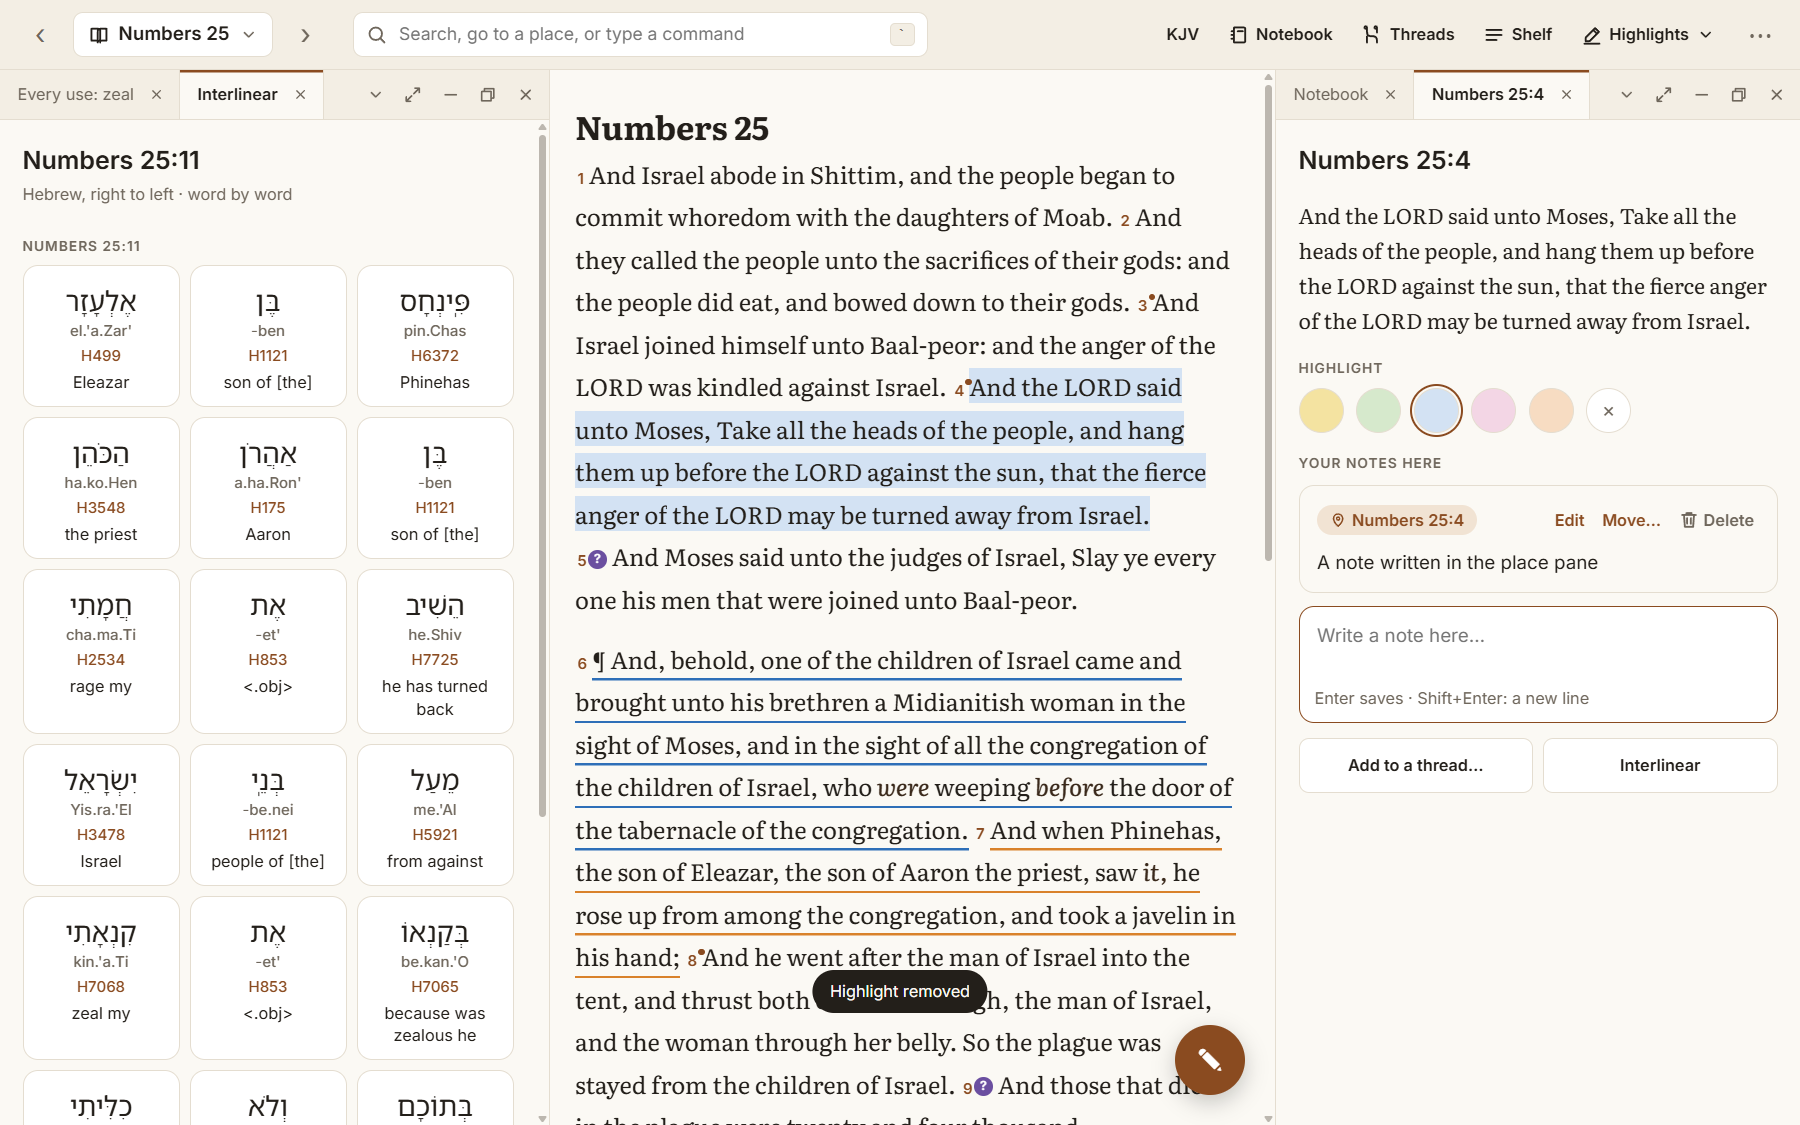 Numbers 25
Search, go to a place, or type a command
`
KJV
Notebook
Threads
Shelf
Highlights
Every use: zeal
Interlinear
Numbers 25:11
Hebrew, right to left · word by word
NUMBERS 25:11
פִּֽינְחָס
pin.Chas
H6372
Phinehas
בֶּן
-ben
H1121
son of [the]
אֶלְעָזָר
el.'a.Zar'
H499
Eleazar
בֶּן
-ben
H1121
son of [the]
אַהֲרֹן
a.ha.Ron'
H175
Aaron
הַכֹּהֵן
ha.ko.Hen
H3548
the priest
הֵשִׁיב
he.Shiv
H7725
he has turned
back
אֶת
-et'
H853
<.obj>
חֲמָתִי
cha.ma.Ti
H2534
rage my
מֵעַל
me.'Al
H5921
from against
בְּנֵֽי
-be.nei
H1121
people of [the]
יִשְׂרָאֵל
Yis.ra.'El
H3478
Israel
בְּקַנְאוֹ
be.kan.'O
H7065
because was
zealous he
אֶת
-et'
H853
<.obj>
קִנְאָתִי
kin.'a.Ti
H7068
zeal my
בְּתוֹכָם
וְלֹא
כִלִּיתִי
Numbers 25
1 And Israel abode in Shittim, and the people began to
commit whoredom with the daughters of Moab. 2 And
they called the people unto the sacrifices of their gods: and
the people did eat, and bowed down to their gods. 3 And
Israel joined himself unto Baal-peor: and the anger of the
LORD was kindled against Israel. 4 And the LORD said
unto Moses, Take all the heads of the people, and hang
them up before the LORD against the sun, that the fierce
anger of the LORD may be turned away from Israel.
5 ? And Moses said unto the judges of Israel, Slay ye every
one his men that were joined unto Baal-peor.
6 ¶ And, behold, one of the children of Israel came and
brought unto his brethren a Midianitish woman in the
sight of Moses, and in the sight of all the congregation of
the children of Israel, who were weeping before the door of
the tabernacle of the congregation. 7 And when Phinehas,
the son of Eleazar, the son of Aaron the priest, saw it, he
rose up from among the congregation, and took a javelin in
his hand; 8 And he went after the man of Israel into the
tent, and thrust both the man of Israel,
Highlight removed
and the woman through her belly. So the plague was
stayed from the children of Israel. 9 ? And those that
in the plague were twenty and four thousand.
Notebook
Numbers 25:4
Numbers 25:4
And the LORD said unto Moses, Take all the
heads of the people, and hang them up before
the LORD against the sun, that the fierce anger
of the LORD may be turned away from Israel.
HIGHLIGHT
YOUR NOTES HERE
Numbers 25:4
Edit
Move...
Delete
A note written in the place pane
Write a note here...
Enter saves · Shift+Enter: a new line
Add to a thread...
Interlinear